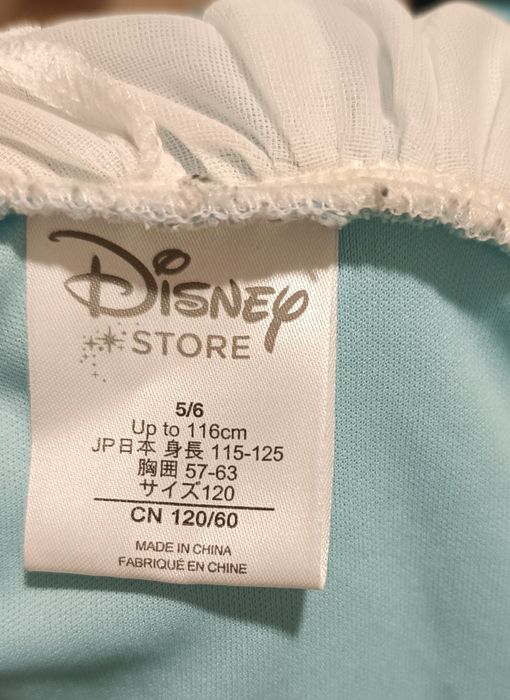 Disney
STORE
5/6
Up to 116cm
JP日本 身長 115-125
胸囲 57-63
サイズ120
CN 120/60
MADE IN CHINA
FABRIQUÉ EN CHINE